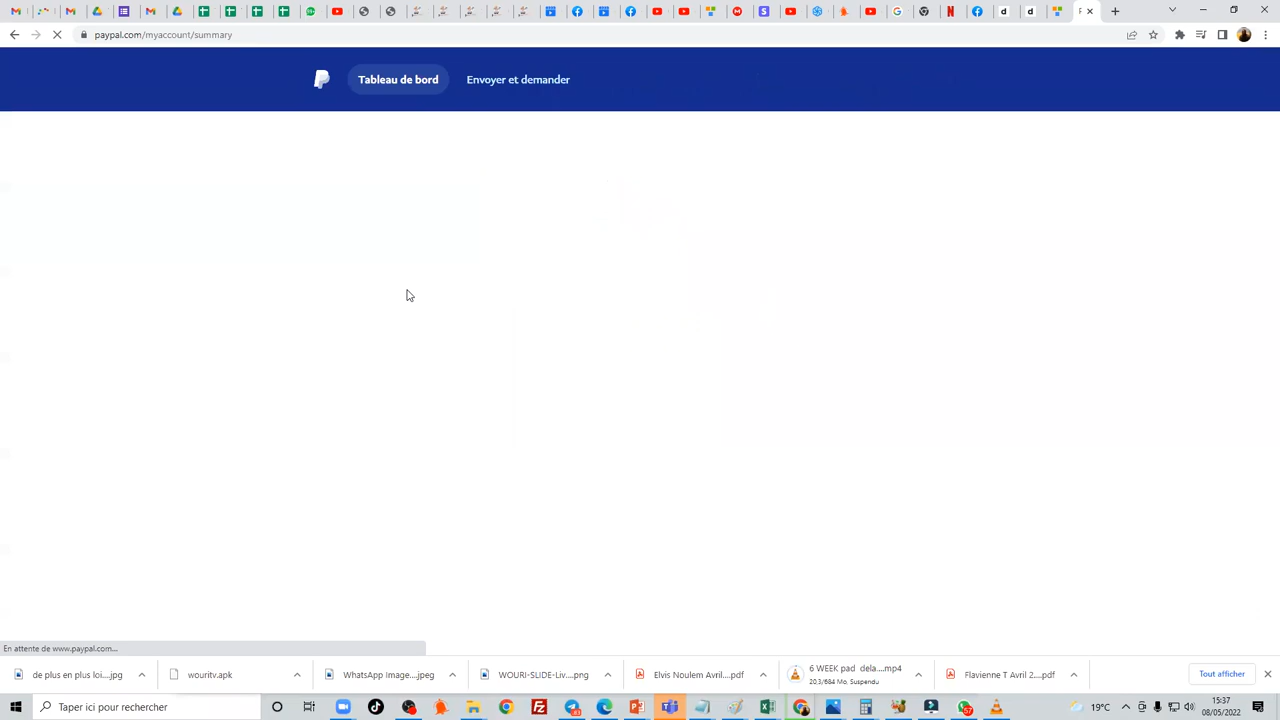 paypal.com/myaccount/summary
Tableau de bord
Envoyer et demander
En attente de www.paypal.com...
de plus en plus loi....jpg
wouritv.apk
WhatsApp Image....jpeg
WOURI-SLIDE-Liv....png
Elvis Noulem Avril....pdf
6 WEEK pad dela....mp4
20,3/684 Mo, Suspendu
Flavienne T Avril 2....pdf
Tout afficher
Taper ici pour rechercher
19°C
15:37
08/05/2022